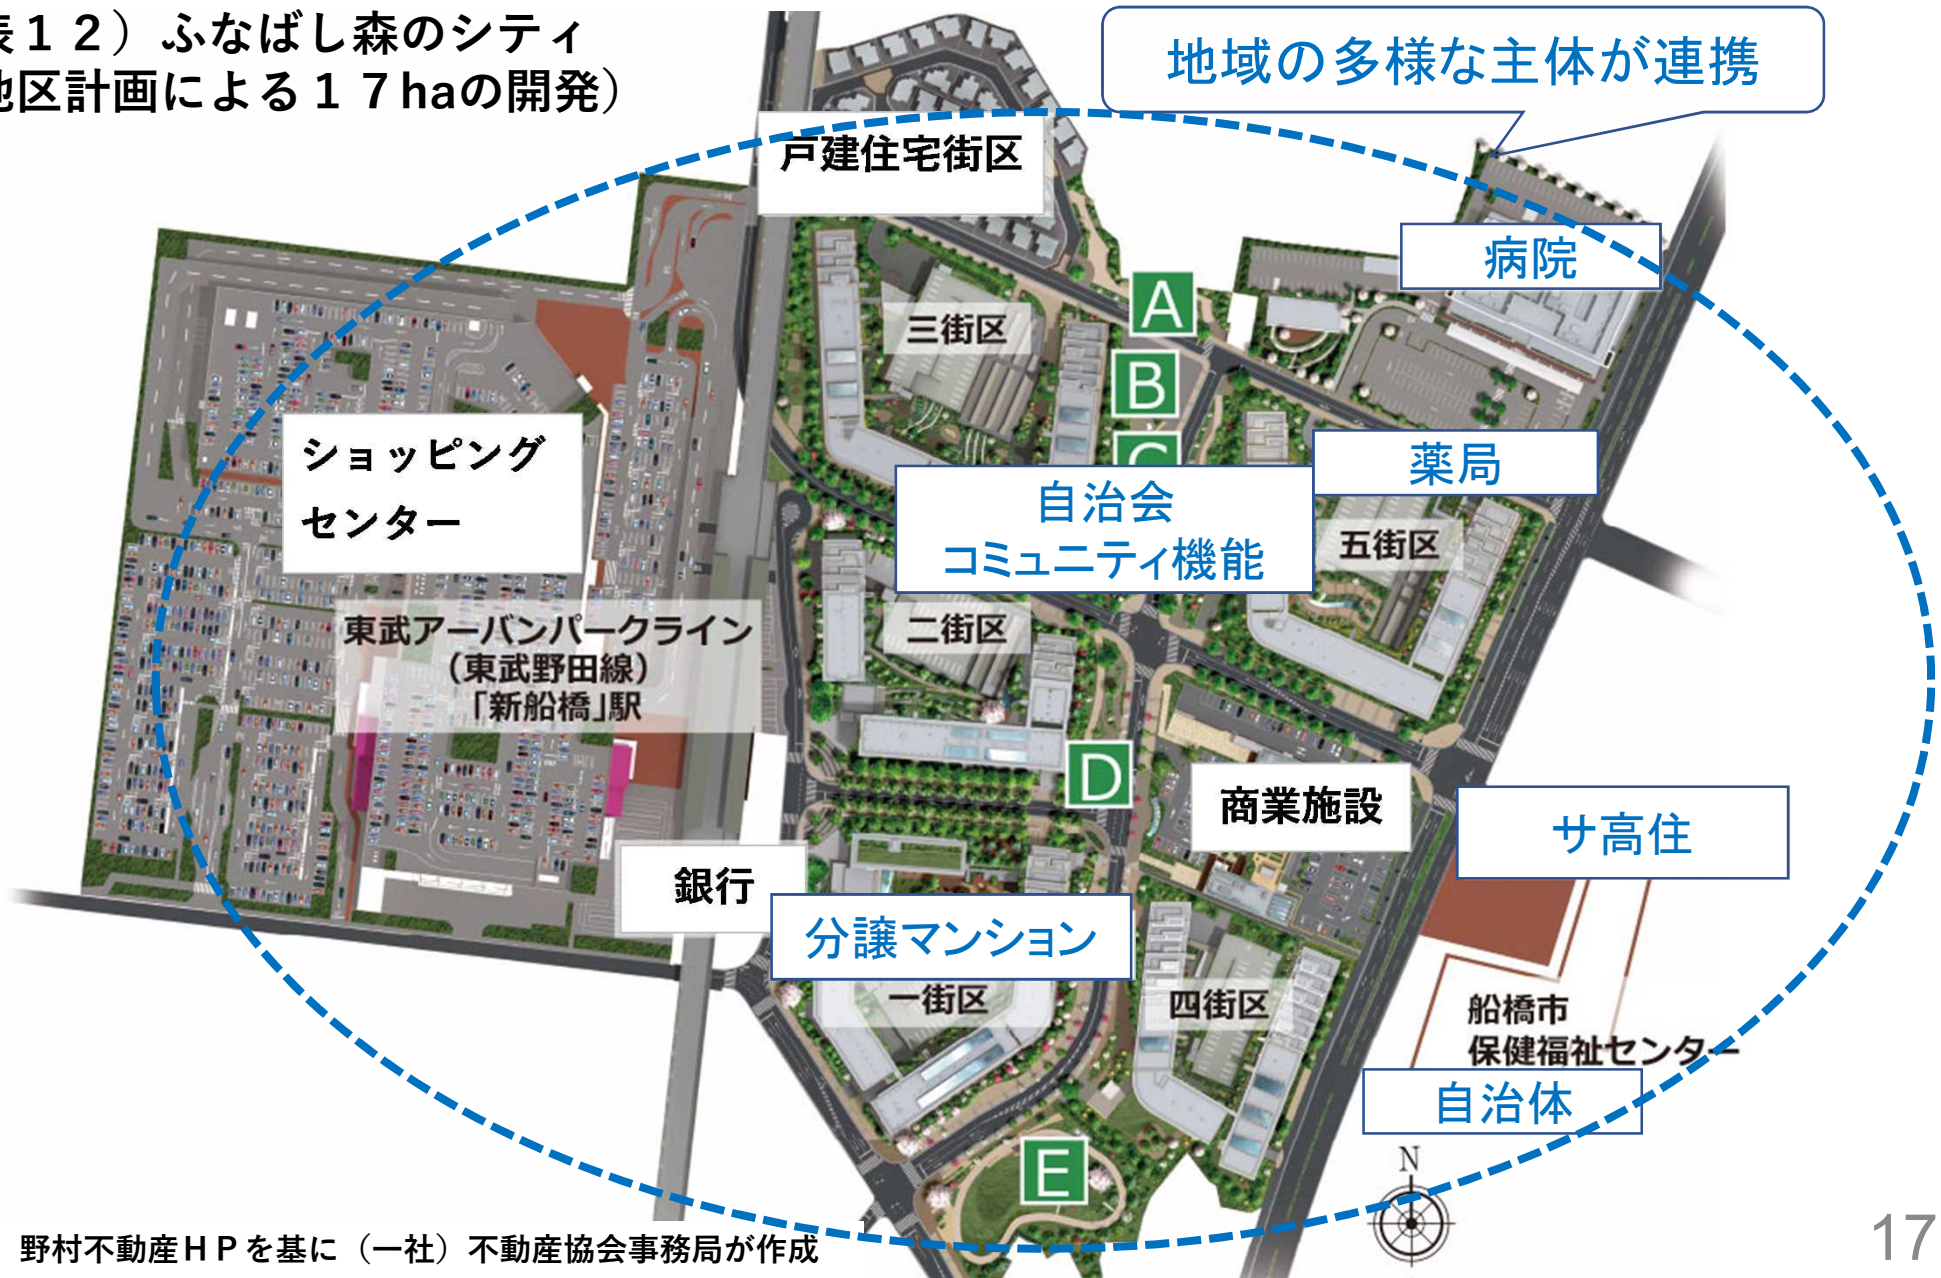 表１２）ふなばし森のシティ
地区計画による１７haの開発）
地域の多様な主体が連携
戸建住宅街区
病院
三街区
A
B
C
ショッピング
センター
薬局
自治会
コミュニティ機能
五街区
東武アーバンパークライン
（東武野田線）
「新船橋」駅
二街区
D
商業施設
サ高住
銀行
分譲マンション
一街区
四街区
船橋市
保健福祉センター
自治体
E
N
野村不動産ＨＰを基に（一社）不動産協会事務局が作成
17